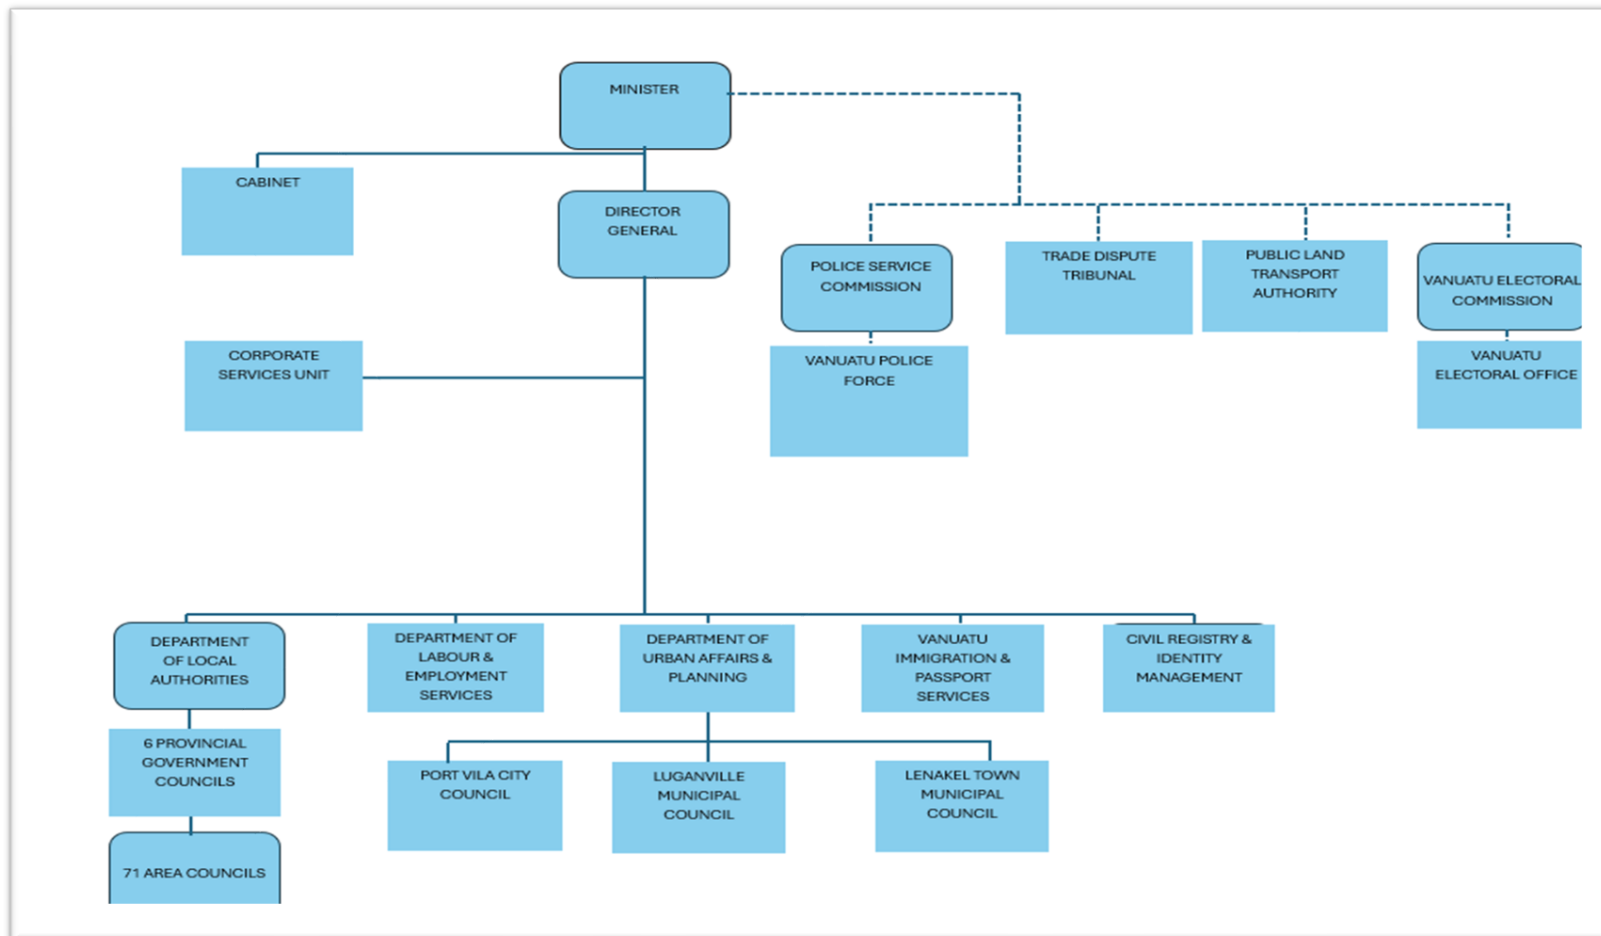 MINISTER
CABINET
DIRECTOR
GENERAL
POLICE SERVICE
COMMISSION
TRADE DISPUTE
TRIBUNAL
PUBLIC LAND
TRANSPORT
AUTHORITY
VANUATU ELECTORAL
COMMISSION
CORPORATE
SERVICES UNIT
VANUATU POLICE
FORCE
VANUATU
ELECTORAL OFFICE
DEPARTMENT
OF LOCAL
AUTHORITIES
DEPARTMENT OF
LABOUR &
EMPLOYMENT
SERVICES
DEPARTMENT OF
URBAN AFFAIRS &
PLANNING
VANUATU
IMMIGRATION &
PASSPORT
SERVICES
CIVIL REGISTRY &
IDENTITY
MANAGEMENT
6 PROVINCIAL
GOVERNMENT
COUNCILS
PORT VILA CITY
COUNCIL
LUGANVILLE
MUNICIPAL
COUNCIL
LENAKEL TOWN
MUNICIPAL
COUNCIL
71 AREA COUNCILS